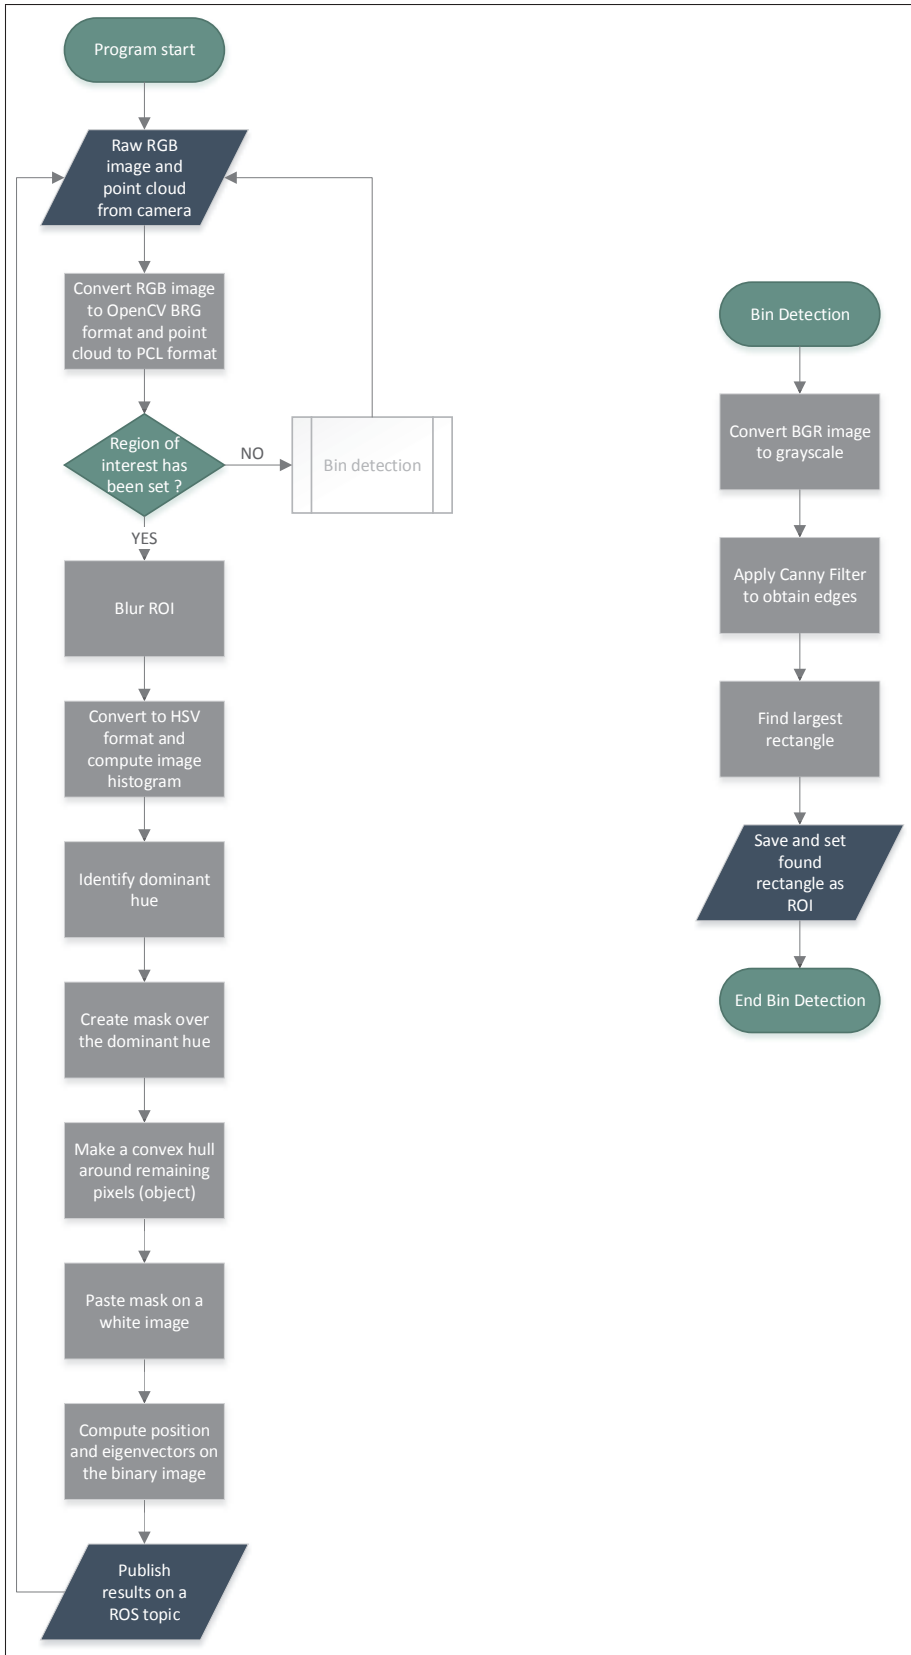 Program start
Raw RGB
image and
point cloud
from camera
Convert RGB image
to OpenCV BRG
format and point
cloud to PCL format
Region of
interest has
been set ?
NO
Bin detection
YES
Blur ROI
Convert to HSV
format and
compute image
histogram
Identify dominant
hue
Create mask over
the dominant hue
Make a convex hull
around remaining
pixels (object)
Paste mask on a
white image
Compute position
and eigenvectors on
the binary image
Publish
results on a
ROS topic
Bin Detection
Convert BGR image
to grayscale
Apply Canny Filter
to obtain edges
Find largest
rectangle
Save and set
found
rectangle as
ROI
End Bin Detection